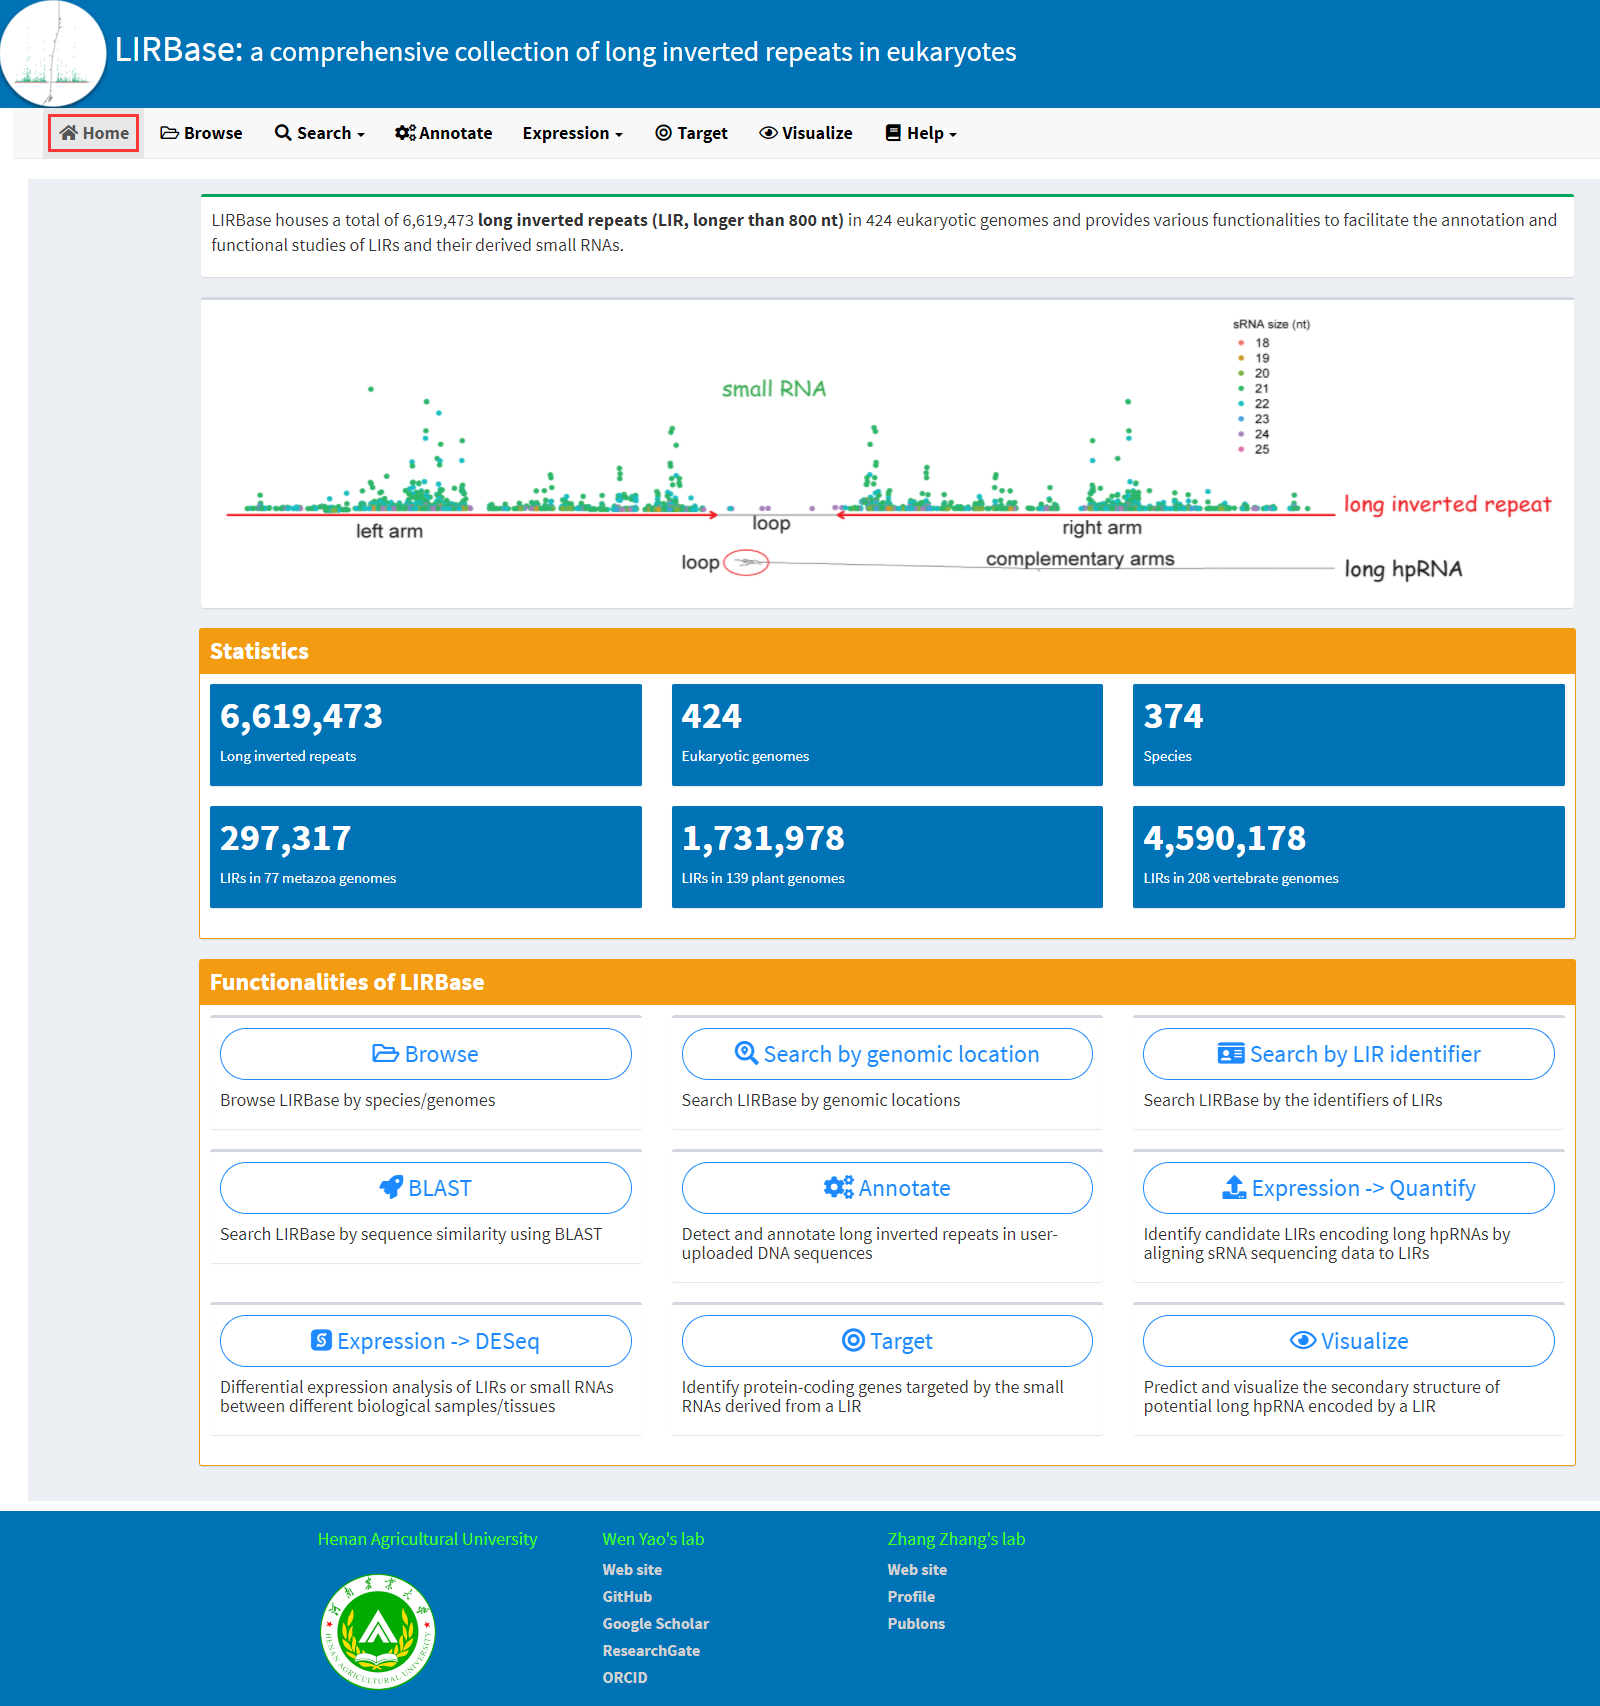 LIRBase: a comprehensive collection of long inverted repeats in eukaryotes
Home Browse Search Annotate Expression Target Visualize Help
LIRBase houses a total of 6,619,473 long inverted repeats (LIR, longer than 800 nt) in 424 eukaryotic genomes and provides various functionalities to facilitate the annotation and
functional studies of LIRs and their derived small RNAs.
sRNA size (nt)
18
19
20
21
22
23
24
25
small RNA
long inverted repeat
left arm
loop
right arm
loop
complementary arms
long hpRNA
Statistics
6,619,473
Long inverted repeats
424
Eukaryotic genomes
374
Species
297,317
LIRs in 77 metazoa genomes
1,731,978
LIRs in 139 plant genomes
4,590,178
LIRs in 208 vertebrate genomes
Functionalities of LIRBase
Browse
Browse LIRBase by species/genomes
Search by genomic location
Search LIRBase by genomic locations
Search by LIR identifier
Search LIRBase by the identifiers of LIRs
BLAST
Search LIRBase by sequence similarity using BLAST
Annotate
Detect and annotate long inverted repeats in user-
uploaded DNA sequences
Expression -> Quantify
Identify candidate LIRs encoding long hpRNAs by
aligning sRNA sequencing data to LIRs
Expression -> DESeq
Differential expression analysis of LIRs or small RNAs
between different biological samples/tissues
Target
Identify protein-coding genes targeted by the small
RNAs derived from a LIR
Visualize
Predict and visualize the secondary structure of
potential long hpRNA encoded by a LIR
Henan Agricultural University
河南农业大学
HENAN AGRICULTURAL UNIVERSITY
Wen Yao's lab
Web site
GitHub
Google Scholar
ResearchGate
ORCID
Zhang Zhang's lab
Web site
Profile
Publons